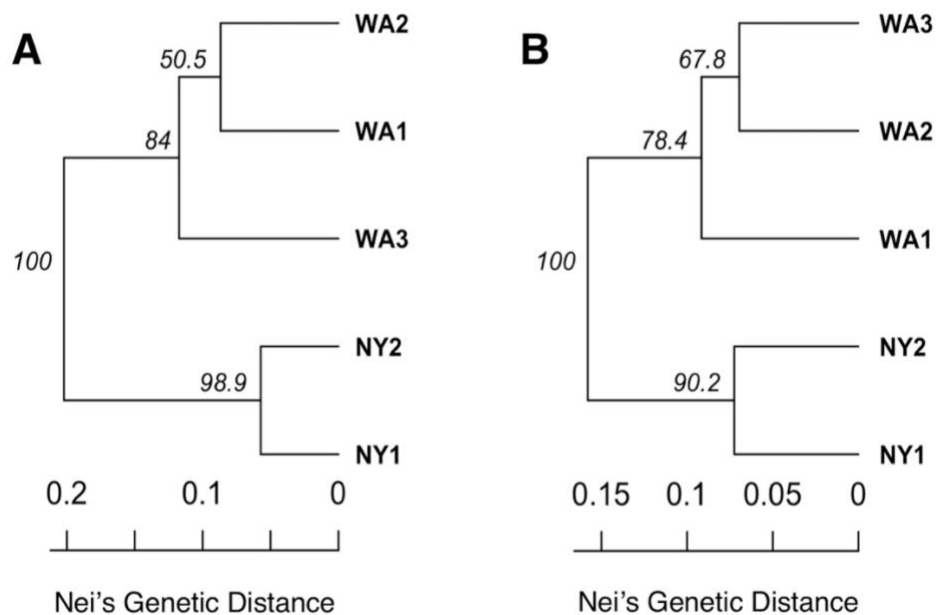 A
WA2
50.5
WA1
84
WA3
100
NY2
98.9
NY1
0.2 0.1 0
Nei's Genetic Distance
B
WA3
67.8
WA2
78.4
WA1
100
NY2
90.2
NY1
0.15 0.1 0.05 0
Nei's Genetic Distance